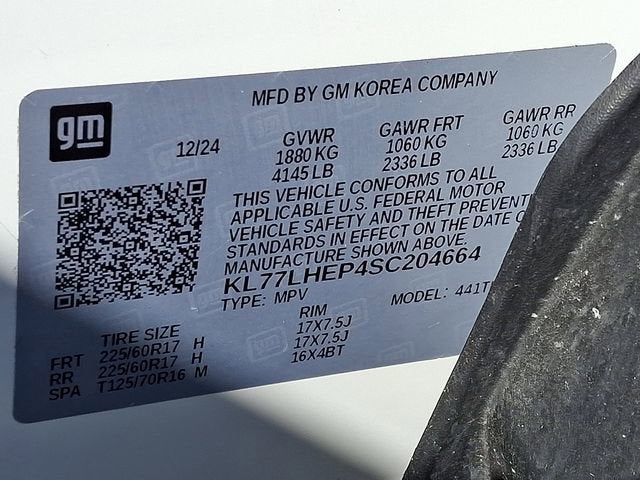 MFD BY GM KOREA COMPANY
gm
12/24 GVWR GAWR FRT GAWR RR
1880 KG 1060 KG 1060 KG
4145 LB 2336 LB 2336 LB
THIS VEHICLE CONFORMS TO ALL
APPLICABLE U.S. FEDERAL MOTOR
VEHICLE SAFETY AND THEFT PREVENT
STANDARDS IN EFFECT ON THE DATE
MANUFACTURE SHOWN ABOVE.
KL77LHEP4SC204664
TYPE: MPV MODEL: 441T
TIRE SIZE RIM
FRT 225/60R17 H 17X7.5J
RR 225/60R17 H 17X7.5J
SPA T125/70R16 M 16X4BT